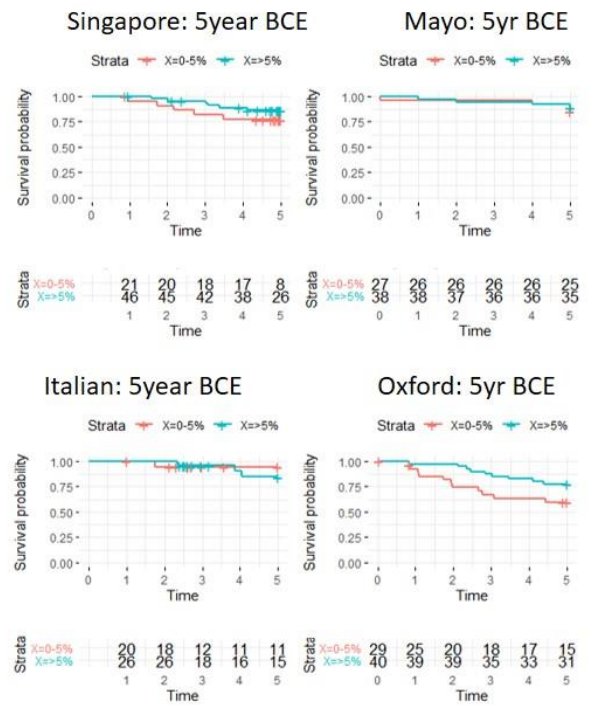 Singapore: 5year BCE
Strata X=0-5% X=>5%
Survival probability
1.00
0.75
0.50
0.25
0.00
0 1 2 3 4 5
Time
Strata
X=0-5% 21 20 18 17 8
X=>5% 46 45 42 38 26
1 2 3 4 5
Time
Mayo: 5yr BCE
Strata X=0-5% X=>5%
Survival probability
1.00
0.75
0.50
0.25
0.00
0 1 2 3 4 5
Time
Strata
X=0-5% 27 26 26 26 26 25
X=>5% 38 38 37 36 36 35
0 1 2 3 4 5
Time
Italian: 5year BCE
Strata X=0-5% X=>5%
Survival probability
1.00
0.75
0.50
0.25
0.00
0 1 2 3 4 5
Time
Strata
X=0-5% 20 18 12 11 11
X=>5% 26 26 18 16 15
1 2 3 4 5
Time
Oxford: 5yr BCE
Strata X=0-5% X=>5%
Survival probability
1.00
0.75
0.50
0.25
0.00
0 1 2 3 4 5
Time
Strata
X=0-5% 29 25 20 18 17 15
X=>5% 40 39 39 35 33 31
0 1 2 3 4 5
Time